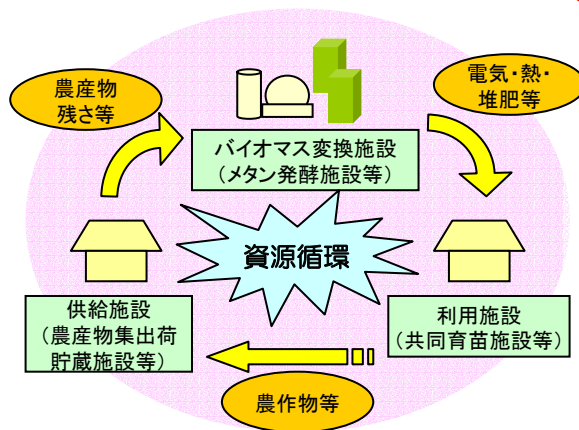 農産物
残さ等
電気・熱・
堆肥等
バイオマス変換施設
（メタン発酵施設等）
資源循環
供給施設
（農産物集出荷
貯蔵施設等）
利用施設
（共同育苗施設等）
農作物等